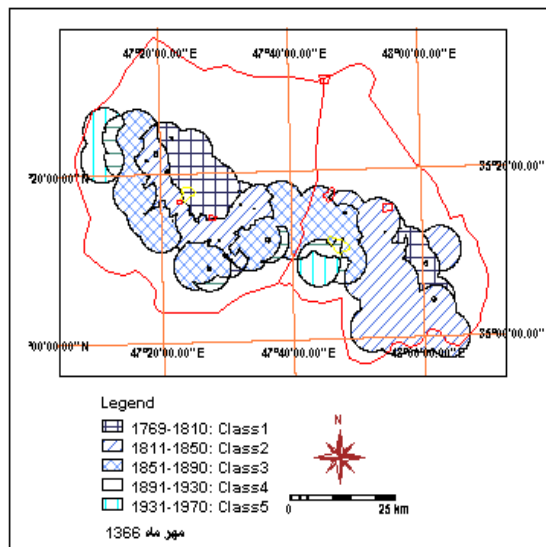 47°20'00.00"E 47°40'00.00"E 48°00'00.00"E
35°20'00.00"
20'00.00"N
00'00.00"N 35°00'00.00"
47°20'00.00"E 47°40'00.00"E 48°00'00.00"E
Legend
1769-1810: Class1
1811-1850: Class2
1851-1890: Class3
1891-1930: Class4
1931-1970: Class5
مهر ماه 1366
N
0 25 km